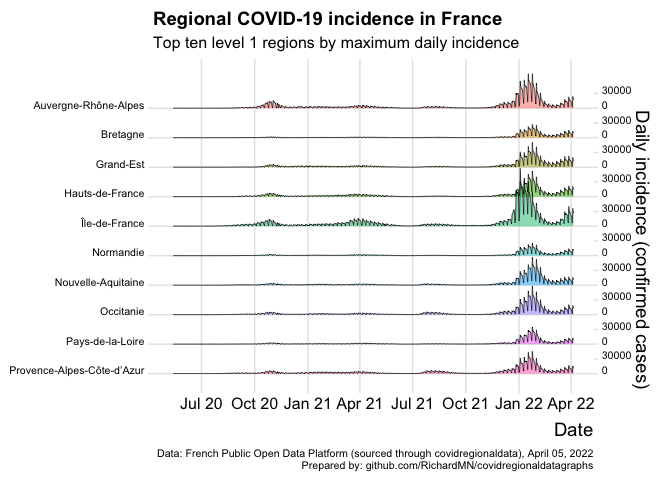 Regional COVID-19 incidence in France
Top ten level 1 regions by maximum daily incidence
Auvergne-Rhône-Alpes
Bretagne
Grand-Est
Hauts-de-France
Île-de-France
Normandie
Nouvelle-Aquitaine
Occitanie
Pays-de-la-Loire
Provence-Alpes-Côte-d'Azur
30000
0
30000
0
30000
0
30000
0
30000
0
30000
0
30000
0
30000
0
30000
0
30000
0
Daily incidence (confirmed cases)
Jul 20 Oct 20 Jan 21 Apr 21 Jul 21 Oct 21 Jan 22 Apr 22
Date
Data: French Public Open Data Platform (sourced through covidregionaldata), April 05, 2022
Prepared by: github.com/RichardMN/covidregionaldatagraphs